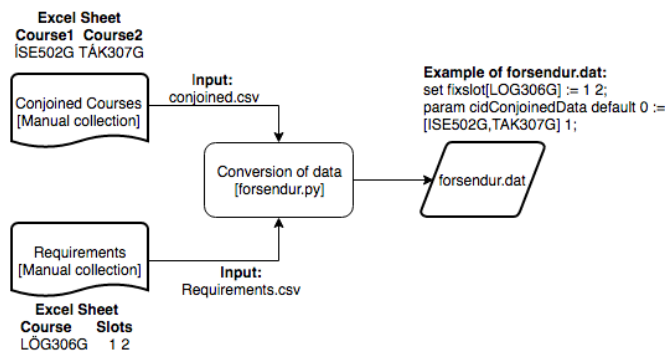 Excel Sheet
Course1 Course2
ÍSE502G TÁK307G
Conjoined Courses
[Manual collection]
Input:
conjoined.csv
Conversion of data
[forsendur.py]
Example of forsendur.dat:
set fixslot[LOG306G] := 1 2;
param cidConjoinedData default 0 :=
[ISE502G,TAK307G] 1;
forsendur.dat
Requirements
[Manual collection]
Input:
Requirements.csv
Excel Sheet
Course Slots
LÖG306G 1 2